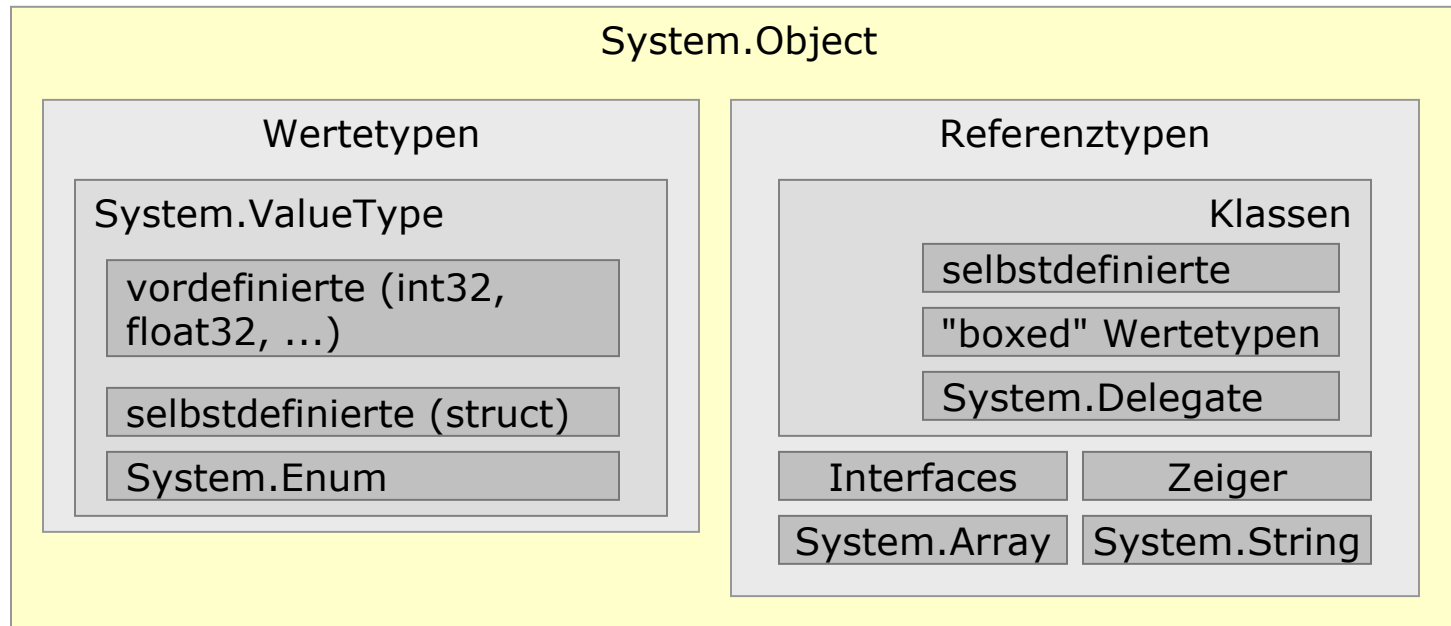 System.Object
Wertetypen
System.ValueType
vordefinierte (int32,
float32, ...)
selbstdefinierte (struct)
System.Enum
Referenztypen
Klassen
selbstdefinierte
"boxed" Wertetypen
System.Delegate
Interfaces
Zeiger
System.Array
System.String